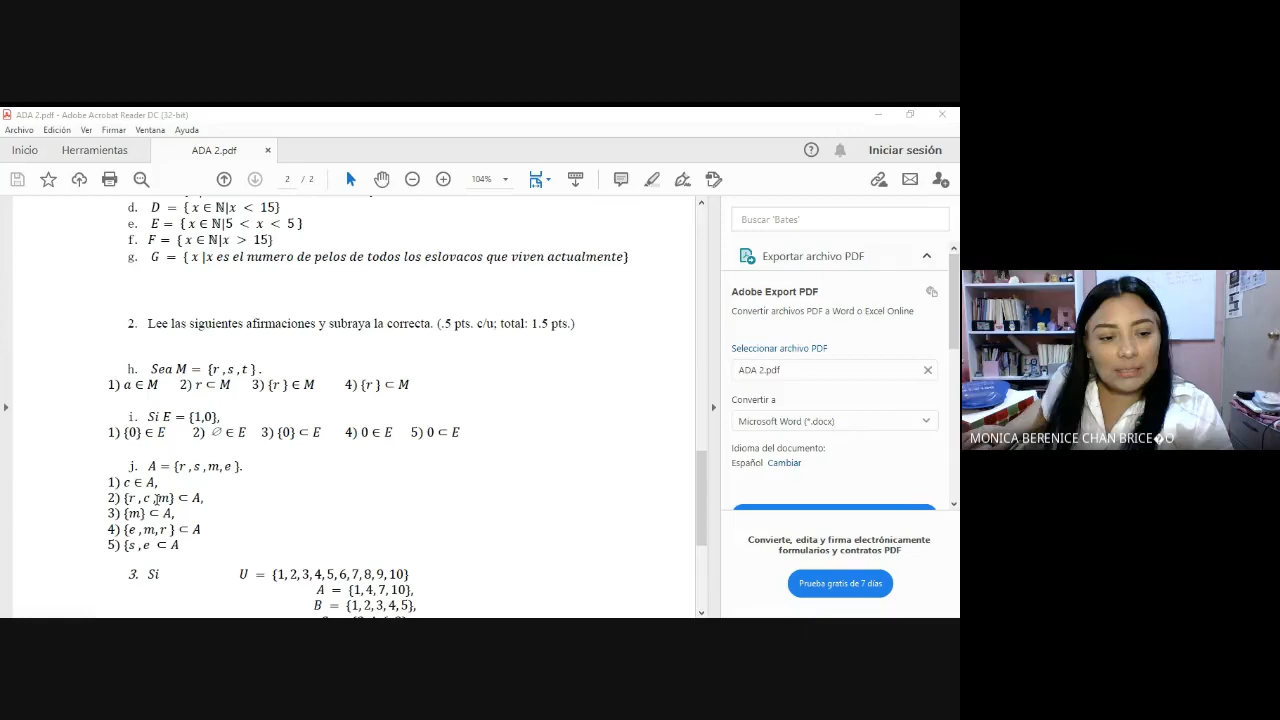 ADA 2.pdf - Adobe Acrobat Reader DC (32-bit)
Archivo Edición Ver Firmar Ventana Ayuda
Inicio Herramientas ADA 2.pdf × Iniciar sesión
2 / 2 104%
d. D = { x ∈ ℕ|x < 15}
e. E = { x ∈ ℕ|5 < x < 5 }
f. F = { x ∈ ℕ|x > 15}
g. G = { x |x es el numero de pelos de todos los eslovacos que viven actualmente}
2. Lee las siguientes afirmaciones y subraya la correcta. (.5 pts. c/u; total: 1.5 pts.)
h. Sea M = {r , s , t } .
1) a ∈ M 2) r ⊂ M 3) {r } ∈ M 4) {r } ⊂ M
i. Si E = {1,0},
1) {0} ∈ E 2) ∅ ∈ E 3) {0} ⊂ E 4) 0 ∈ E 5) 0 ⊂ E
j. A = {r , s , m, e }.
1) c ∈ A,
2) {r , c , m} ⊂ A,
3) {m} ⊂ A,
4) {e , m, r } ⊂ A
5) {s , e ⊂ A
3. Si U = {1, 2, 3, 4, 5, 6, 7, 8, 9, 10}
A = {1, 4, 7, 10},
B = {1, 2, 3, 4, 5},
Buscar 'Bates'
Exportar archivo PDF
Adobe Export PDF
Convertir archivos PDF a Word o Excel Online
Seleccionar archivo PDF
ADA 2.pdf
Convertir a
Microsoft Word (*.docx)
Idioma del documento:
Español Cambiar
Convierte, edita y firma electrónicamente
formularios y contratos PDF
Prueba gratis de 7 días
MONICA BERENICE CHAN BRICE�O